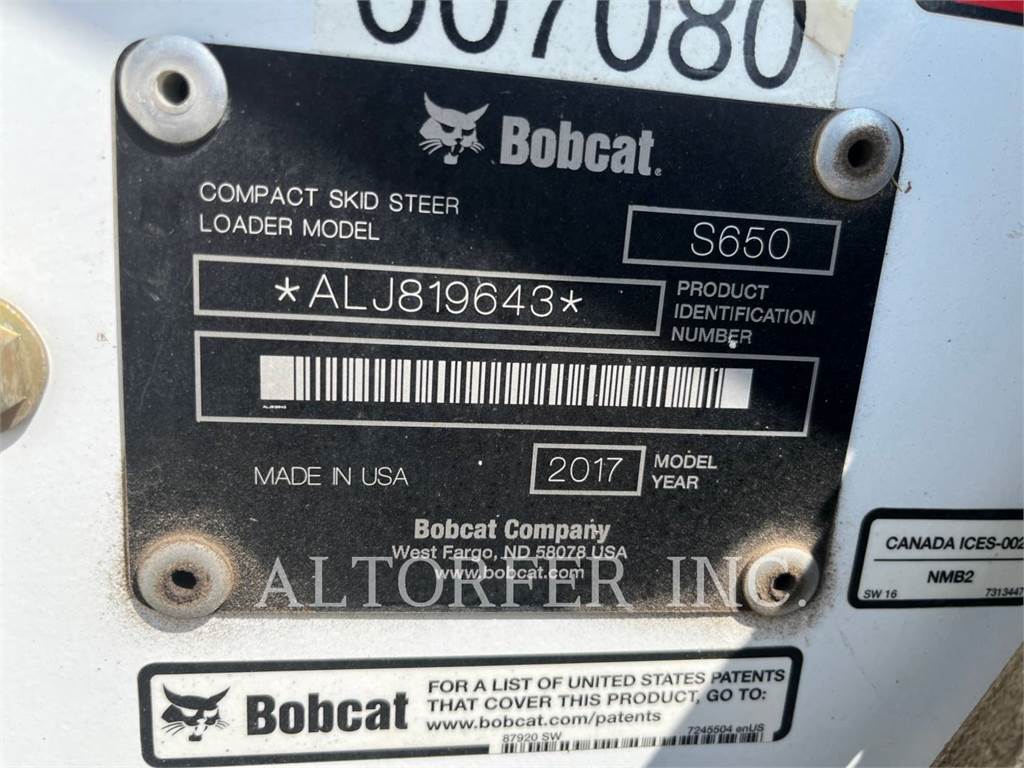 007080
Bobcat.
COMPACT SKID STEER
LOADER MODEL
S650
*ALJ819643*
PRODUCT
IDENTIFICATION
NUMBER
ALJ819643
MADE IN USA
2017
MODEL
YEAR
Bobcat Company
West Fargo, ND 58078 USA
www.bobcat.com
ALTORFER INC.
CANADA ICES-002
NMB2
SW 16
7313447
Bobcat
FOR A LIST OF UNITED STATES PATENTS
THAT COVER THIS PRODUCT, GO TO:
www.bobcat.com/patents
87920 SW
7245504 enUS